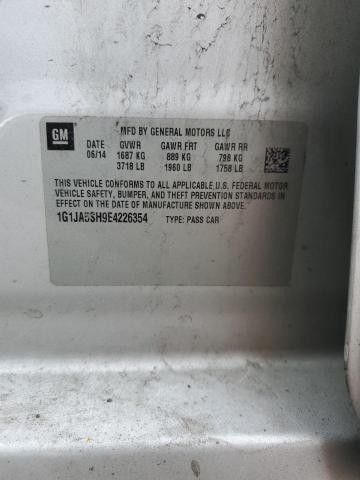 GM
MFD BY GENERAL MOTORS LLC
DATE GVWR GAWR FRT GAWR RR
06/14 1687 KG 889 KG 798 KG
3718 LB 1960 LB 1758 LB
THIS VEHICLE CONFORMS TO ALL APPLICABLE U.S. FEDERAL MOTOR
VEHICLE SAFETY, BUMPER, AND THEFT PREVENTION STANDARDS IN
EFFECT ON THE DATE OF MANUFACTURE SHOWN ABOVE.
1G1JA5SH9E4226354 TYPE: PASS CAR